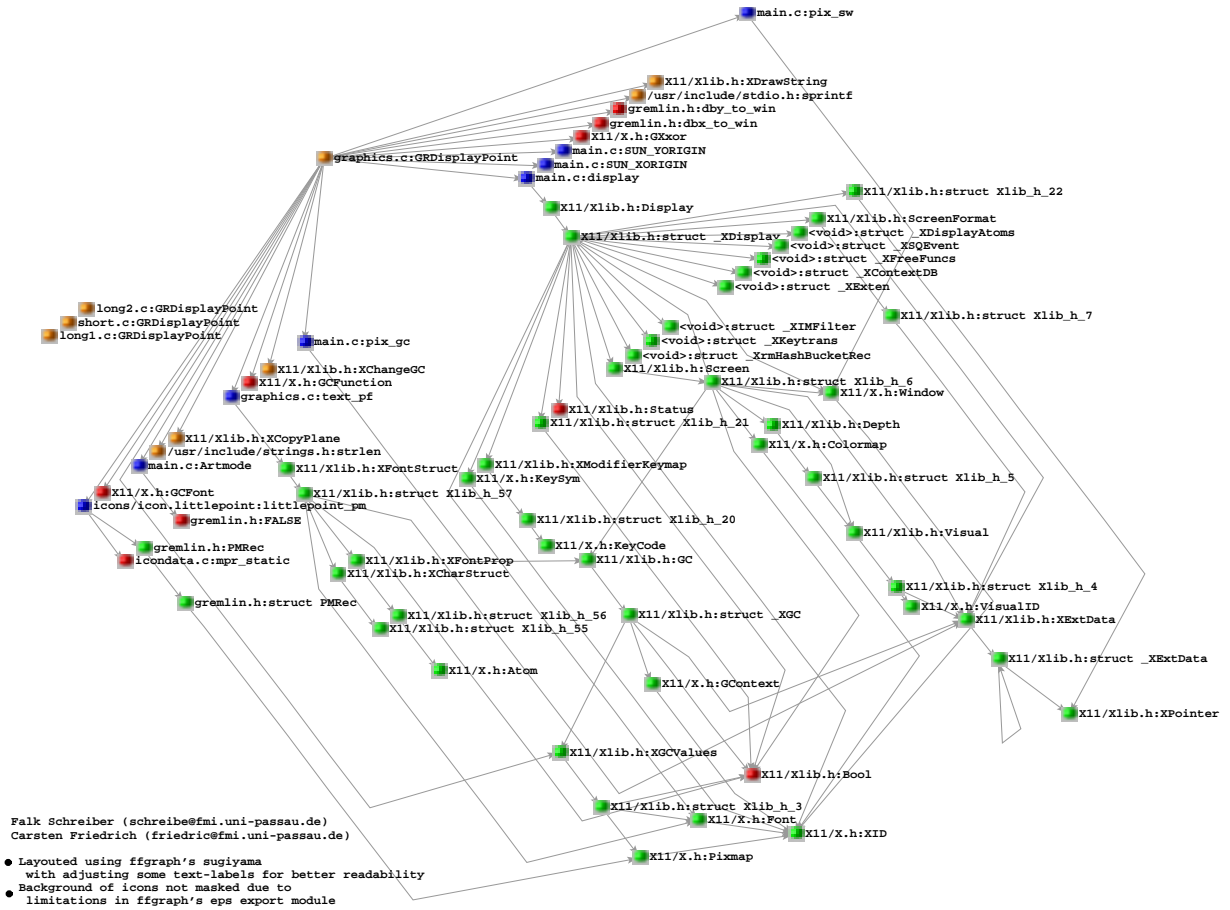 main.c:pix_sw
X11/Xlib.h:XDrawString
/usr/include/stdio.h:sprintf
gremlin.h:dby_to_win
gremlin.h:dbx_to_win
X11/X.h:GXxor
main.c:SUN_YORIGIN
graphics.c:GRDisplayPoint
main.c:SUN_XORIGIN
main.c:display
X11/Xlib.h:struct Xlib_h_22
X11/Xlib.h:Display
X11/Xlib.h:ScreenFormat
<void>:struct _XDisplayAtoms
X11/Xlib.h:struct _XDisplay
<void>:struct _XSQEvent
<void>:struct _XFreeFuncs
<void>:struct _XContextDB
<void>:struct _XExten
long2.c:GRDisplayPoint
X11/Xlib.h:struct Xlib_h_7
short.c:GRDisplayPoint
<void>:struct _XIMFilter
long1.c:GRDisplayPoint
main.c:pix_gc
<void>:struct _XKeytrans
<void>:struct _XrmHashBucketRec
X11/Xlib.h:XChangeGC
X11/Xlib.h:Screen
X11/X.h:GCFunction
X11/Xlib.h:struct Xlib_h_6
X11/X.h:Window
graphics.c:text_pf
X11/Xlib.h:Status
X11/Xlib.h:struct Xlib_h_21
X11/Xlib.h:Depth
X11/Xlib.h:XCopyPlane
X11/X.h:Colormap
/usr/include/strings.h:strlen
main.c:Artmode
X11/Xlib.h:XFontStruct
X11/Xlib.h:XModifierKeymap
X11/X.h:KeySym
X11/Xlib.h:struct Xlib_h_5
X11/X.h:GCFont
X11/Xlib.h:struct Xlib_h_57
icons/icon.littlepoint:littlepoint_pm
gremlin.h:FALSE
X11/Xlib.h:struct Xlib_h_20
X11/Xlib.h:Visual
gremlin.h:PMRec
X11/X.h:KeyCode
icondata.c:mpr_static
X11/Xlib.h:XFontProp
X11/Xlib.h:GC
X11/Xlib.h:XCharStruct
X11/Xlib.h:struct Xlib_h_4
gremlin.h:struct PMRec
X11/X.h:VisualID
X11/Xlib.h:struct Xlib_h_56
X11/Xlib.h:struct _XGC
X11/Xlib.h:XExtData
X11/Xlib.h:struct Xlib_h_55
X11/Xlib.h:struct _XExtData
X11/X.h:Atom
X11/X.h:GContext
X11/Xlib.h:XPointer
X11/Xlib.h:XGCValues
X11/Xlib.h:Bool
X11/Xlib.h:struct Xlib_h_3
X11/X.h:Font
X11/X.h:XID
X11/X.h:Pixmap
Falk Schreiber (schreibe@fmi.uni-passau.de)
Carsten Friedrich (friedric@fmi.uni-passau.de)
● Layouted using ffgraph's sugiyama
with adjusting some text-labels for better readability
● Background of icons not masked due to
limitations in ffgraph's eps export module